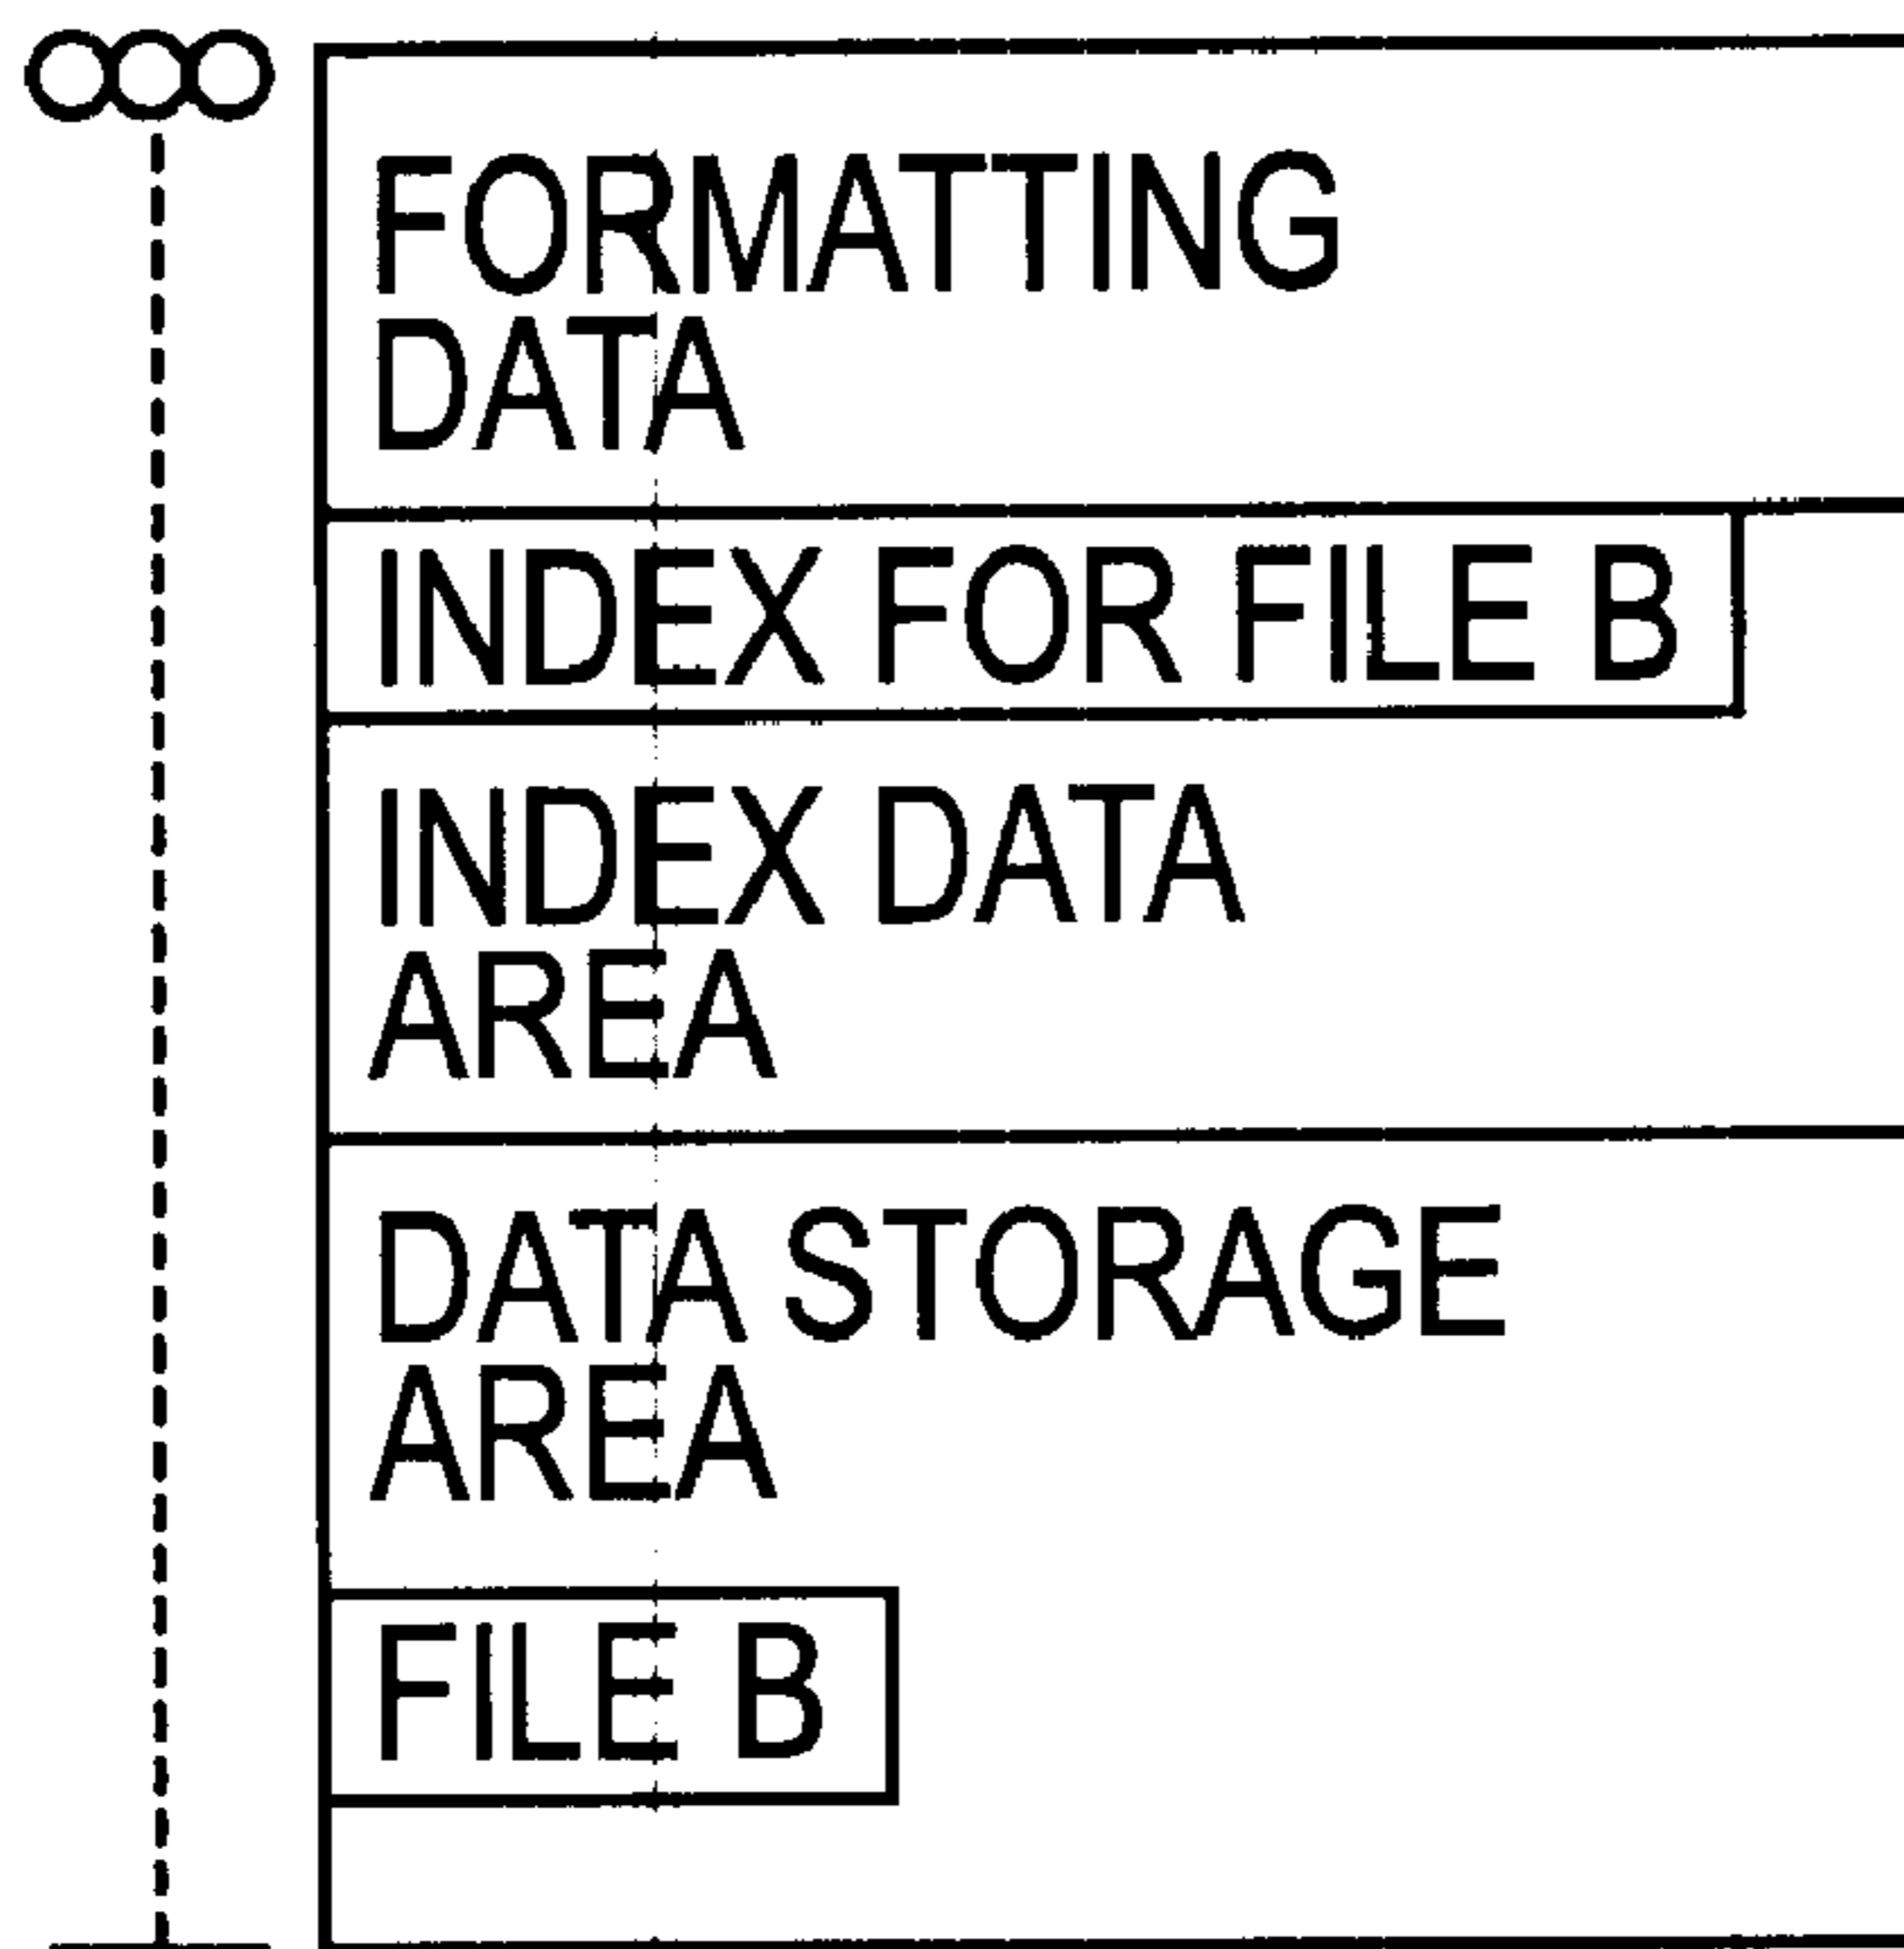 FORMATTING
DATA
INDEX FOR FILE B
INDEX DATA
AREA
DATA STORAGE
AREA
FILE B